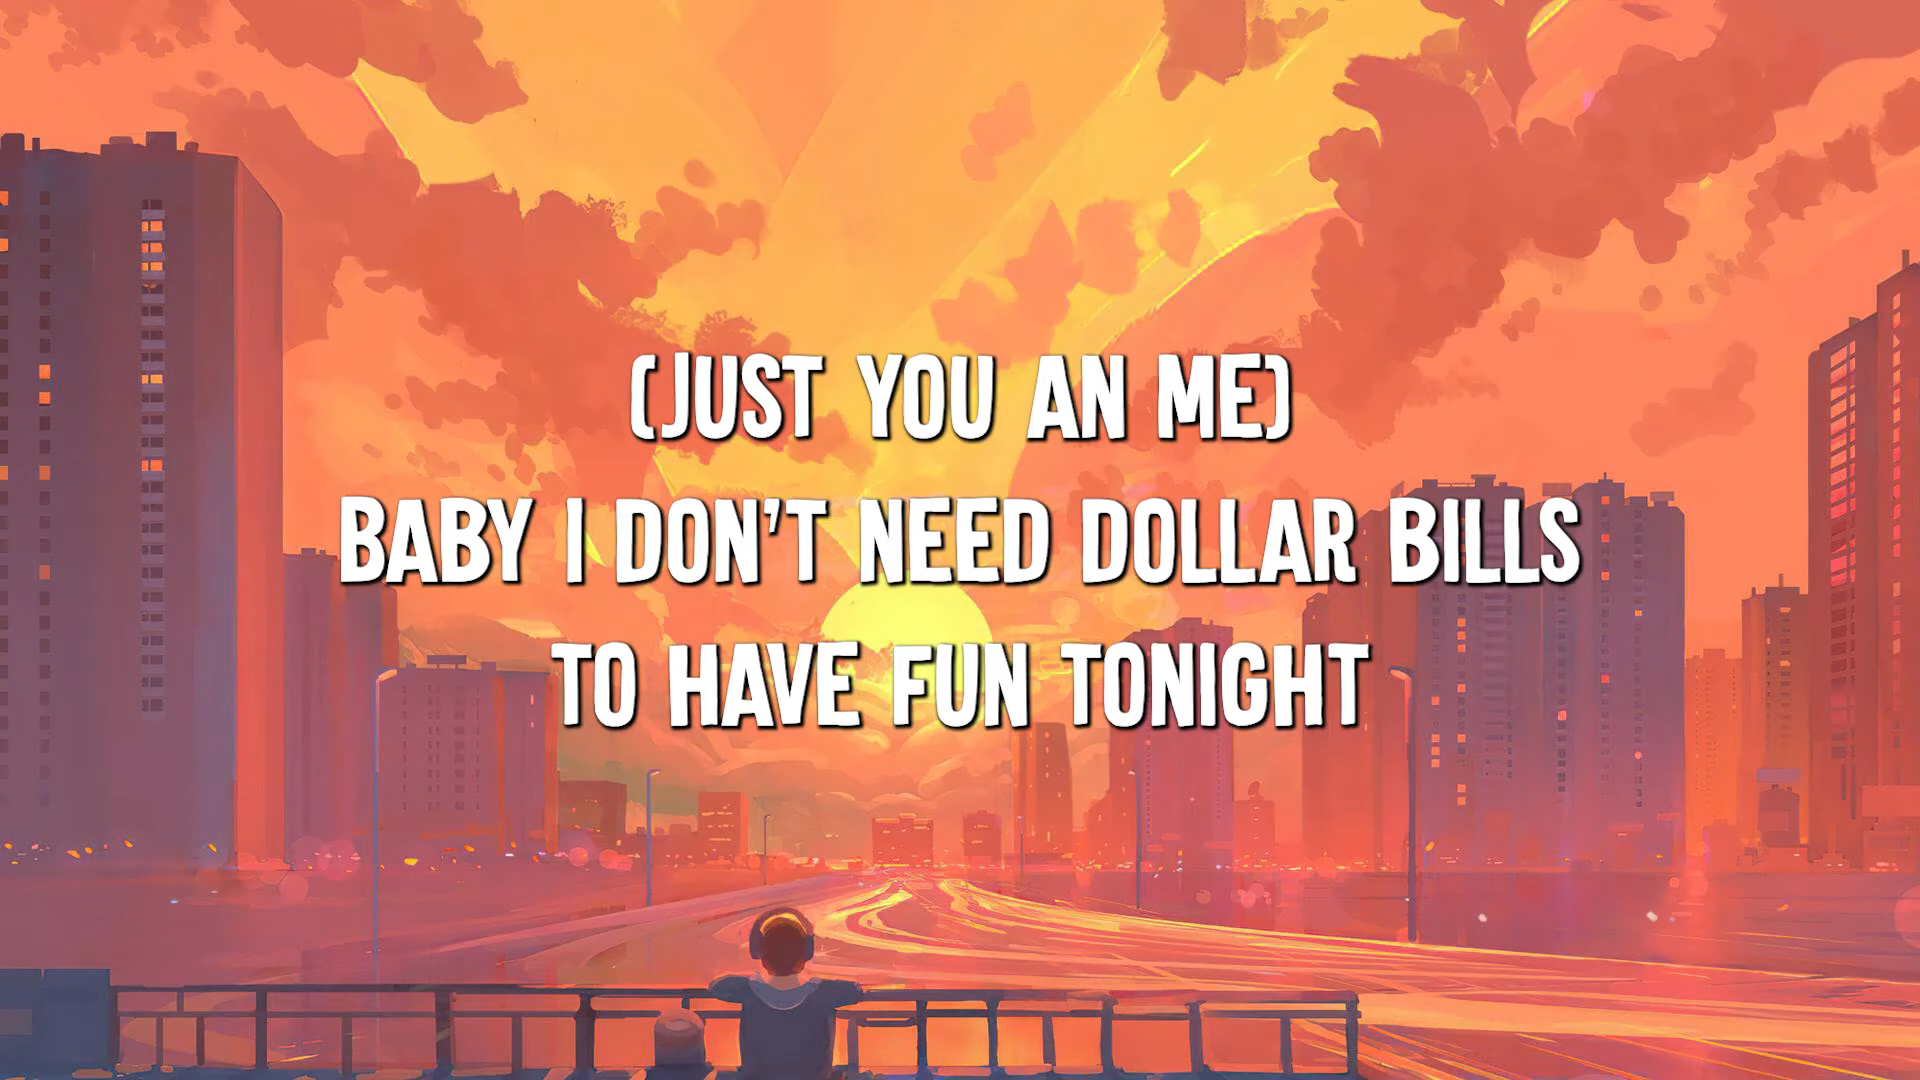 (JUST YOU AN ME)
BABY I DON'T NEED DOLLAR BILLS
TO HAVE FUN TONIGHT